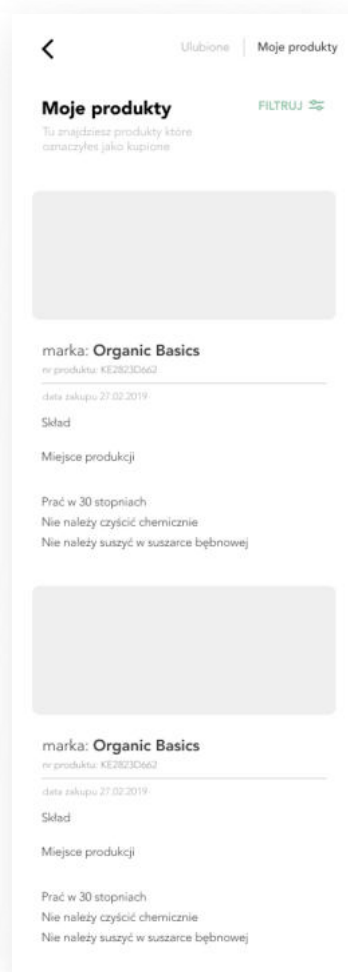 Ulubione Moje produkty
Moje produkty FILTRUJ
Tu znajdziesz produkty które
oznaczyłes jako kupione
marka: Organic Basics
nr produktu: KE2823D662
data zakupu 27.02.2019
Skład
Miejsce produkcji
Prać w 30 stopniach
Nie należy czyścić chemicznie
Nie należy suszyć w suszarce bębnowej
marka: Organic Basics
nr produktu: KE2823D662
data zakupu 27.02.2019
Skład
Miejsce produkcji
Prać w 30 stopniach
Nie należy czyścić chemicznie
Nie należy suszyć w suszarce bębnowej